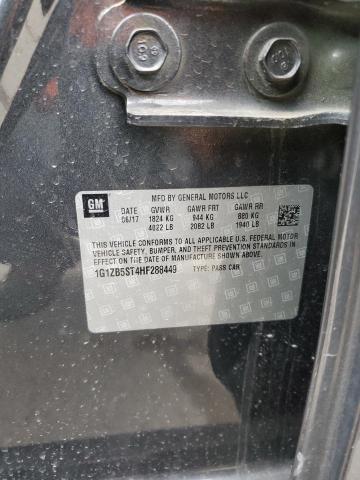 GM
MFD BY GENERAL MOTORS LLC
DATE GVWR GAWR FRT GAWR RR
06/17 1824 KG 944 KG 880 KG
4022 LB 2082 LB 1940 LB
THIS VEHICLE CONFORMS TO ALL APPLICABLE U.S. FEDERAL MOTOR
VEHICLE SAFETY, BUMPER, AND THEFT PREVENTION STANDARDS
IN EFFECT ON THE DATE OF MANUFACTURE SHOWN ABOVE.
1G1ZB5ST4HF288449 TYPE: PASS CAR